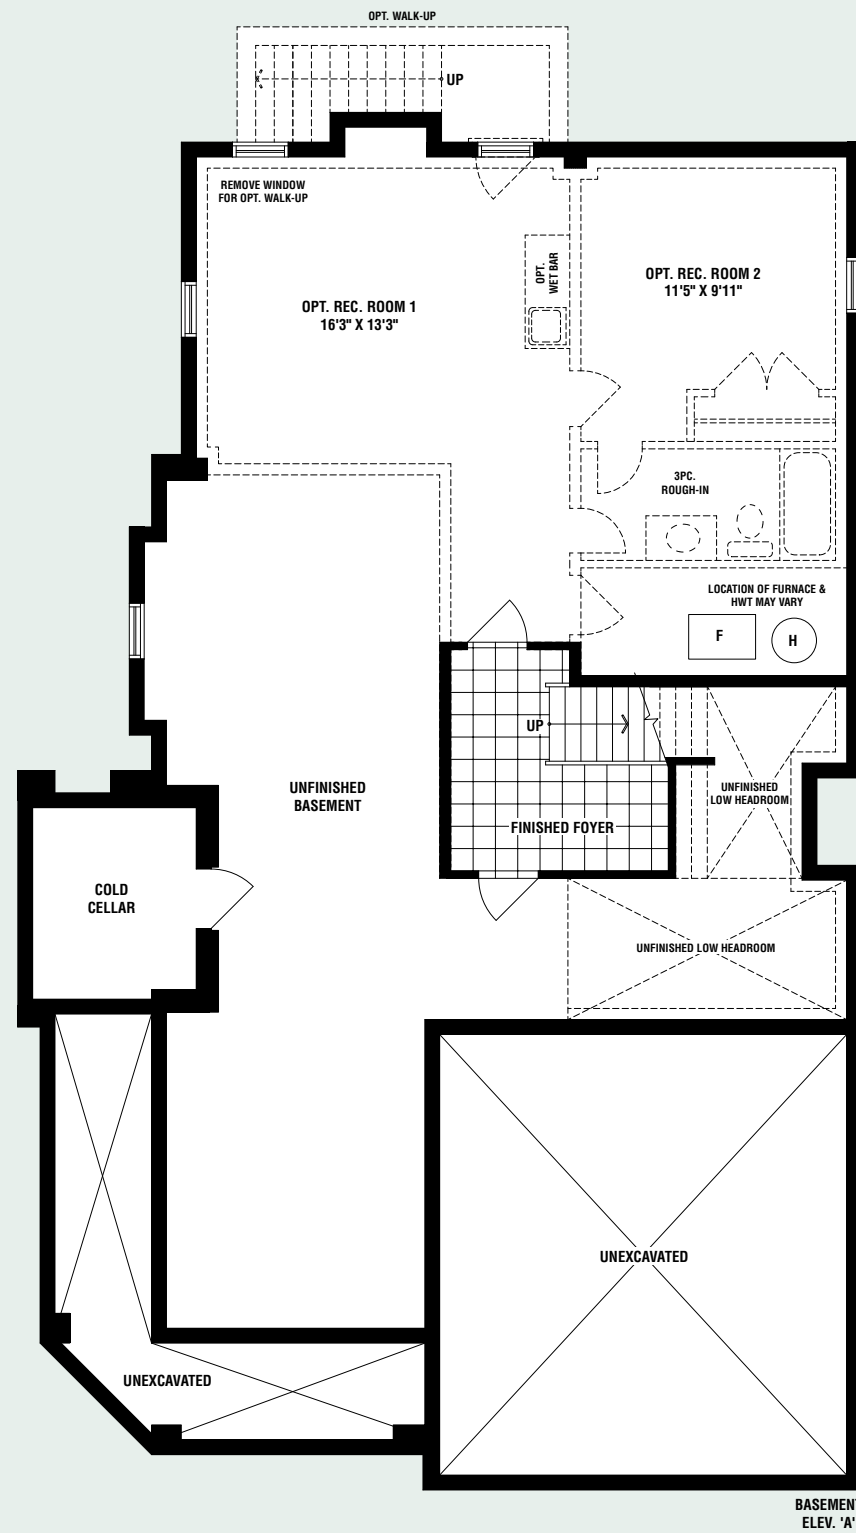 OPT. WALK-UP
UP
REMOVE WINDOW
FOR OPT. WALK-UP
OPT. REC. ROOM 1
16'3" X 13'3"
OPT.
WET BAR
OPT. REC. ROOM 2
11'5" X 9'11"
3PC.
ROUGH-IN
LOCATION OF FURNACE &
HWT MAY VARY
F
H
UP
UNFINISHED
BASEMENT
UNFINISHED
LOW HEADROOM
FINISHED FOYER
COLD
CELLAR
UNFINISHED LOW HEADROOM
UNEXCAVATED
UNEXCAVATED
BASEMENT
ELEV. 'A'